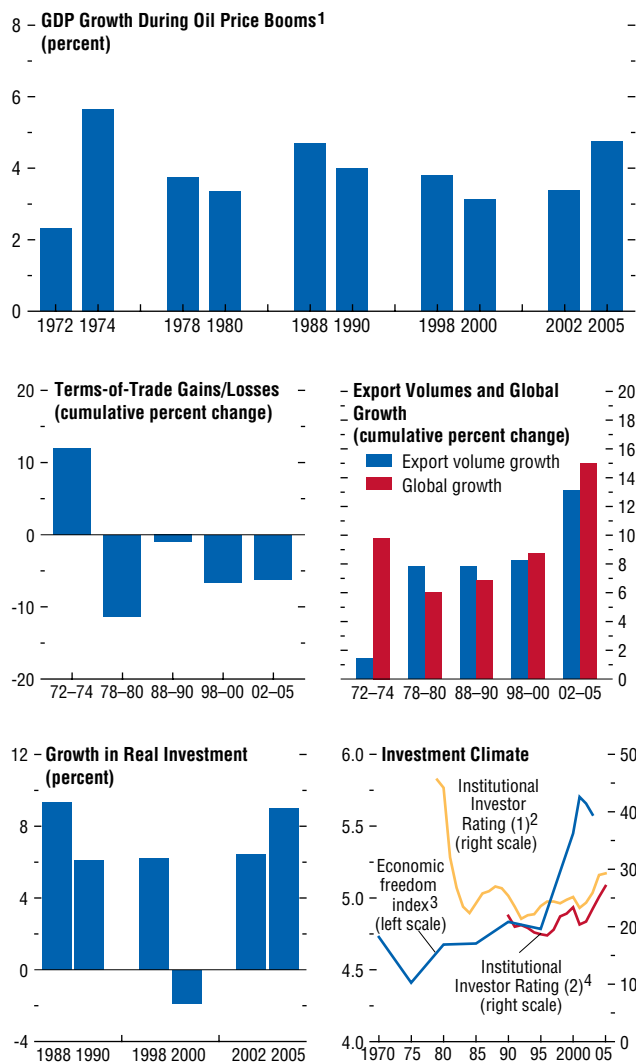 GDP Growth During Oil Price Booms1
(percent)
8
6
4
2
0
1972 1974 1978 1980 1988 1990 1998 2000 2002 2005
Terms-of-Trade Gains/Losses
(cumulative percent change)
20
10
0
-10
-20
72–74 78–80 88–90 98–00 02–05
Export Volumes and Global
Growth
(cumulative percent change)
Export volume growth
Global growth
20
18
16
14
12
10
8
6
4
2
0
72–74 78–80 88–90 98–00 02–05
Growth in Real Investment
(percent)
12
9
6
3
0
-4
1988 1990 1998 2000 2002 2005
Investment Climate
6.0
5.5
5.0
4.5
4.0
50
40
30
20
10
0
Institutional
Investor
Rating (1)2
(right scale)
Economic
freedom
index3
(left scale)
Institutional
Investor Rating (2)4
(right scale)
1970 75 80 85 90 95 2000 05